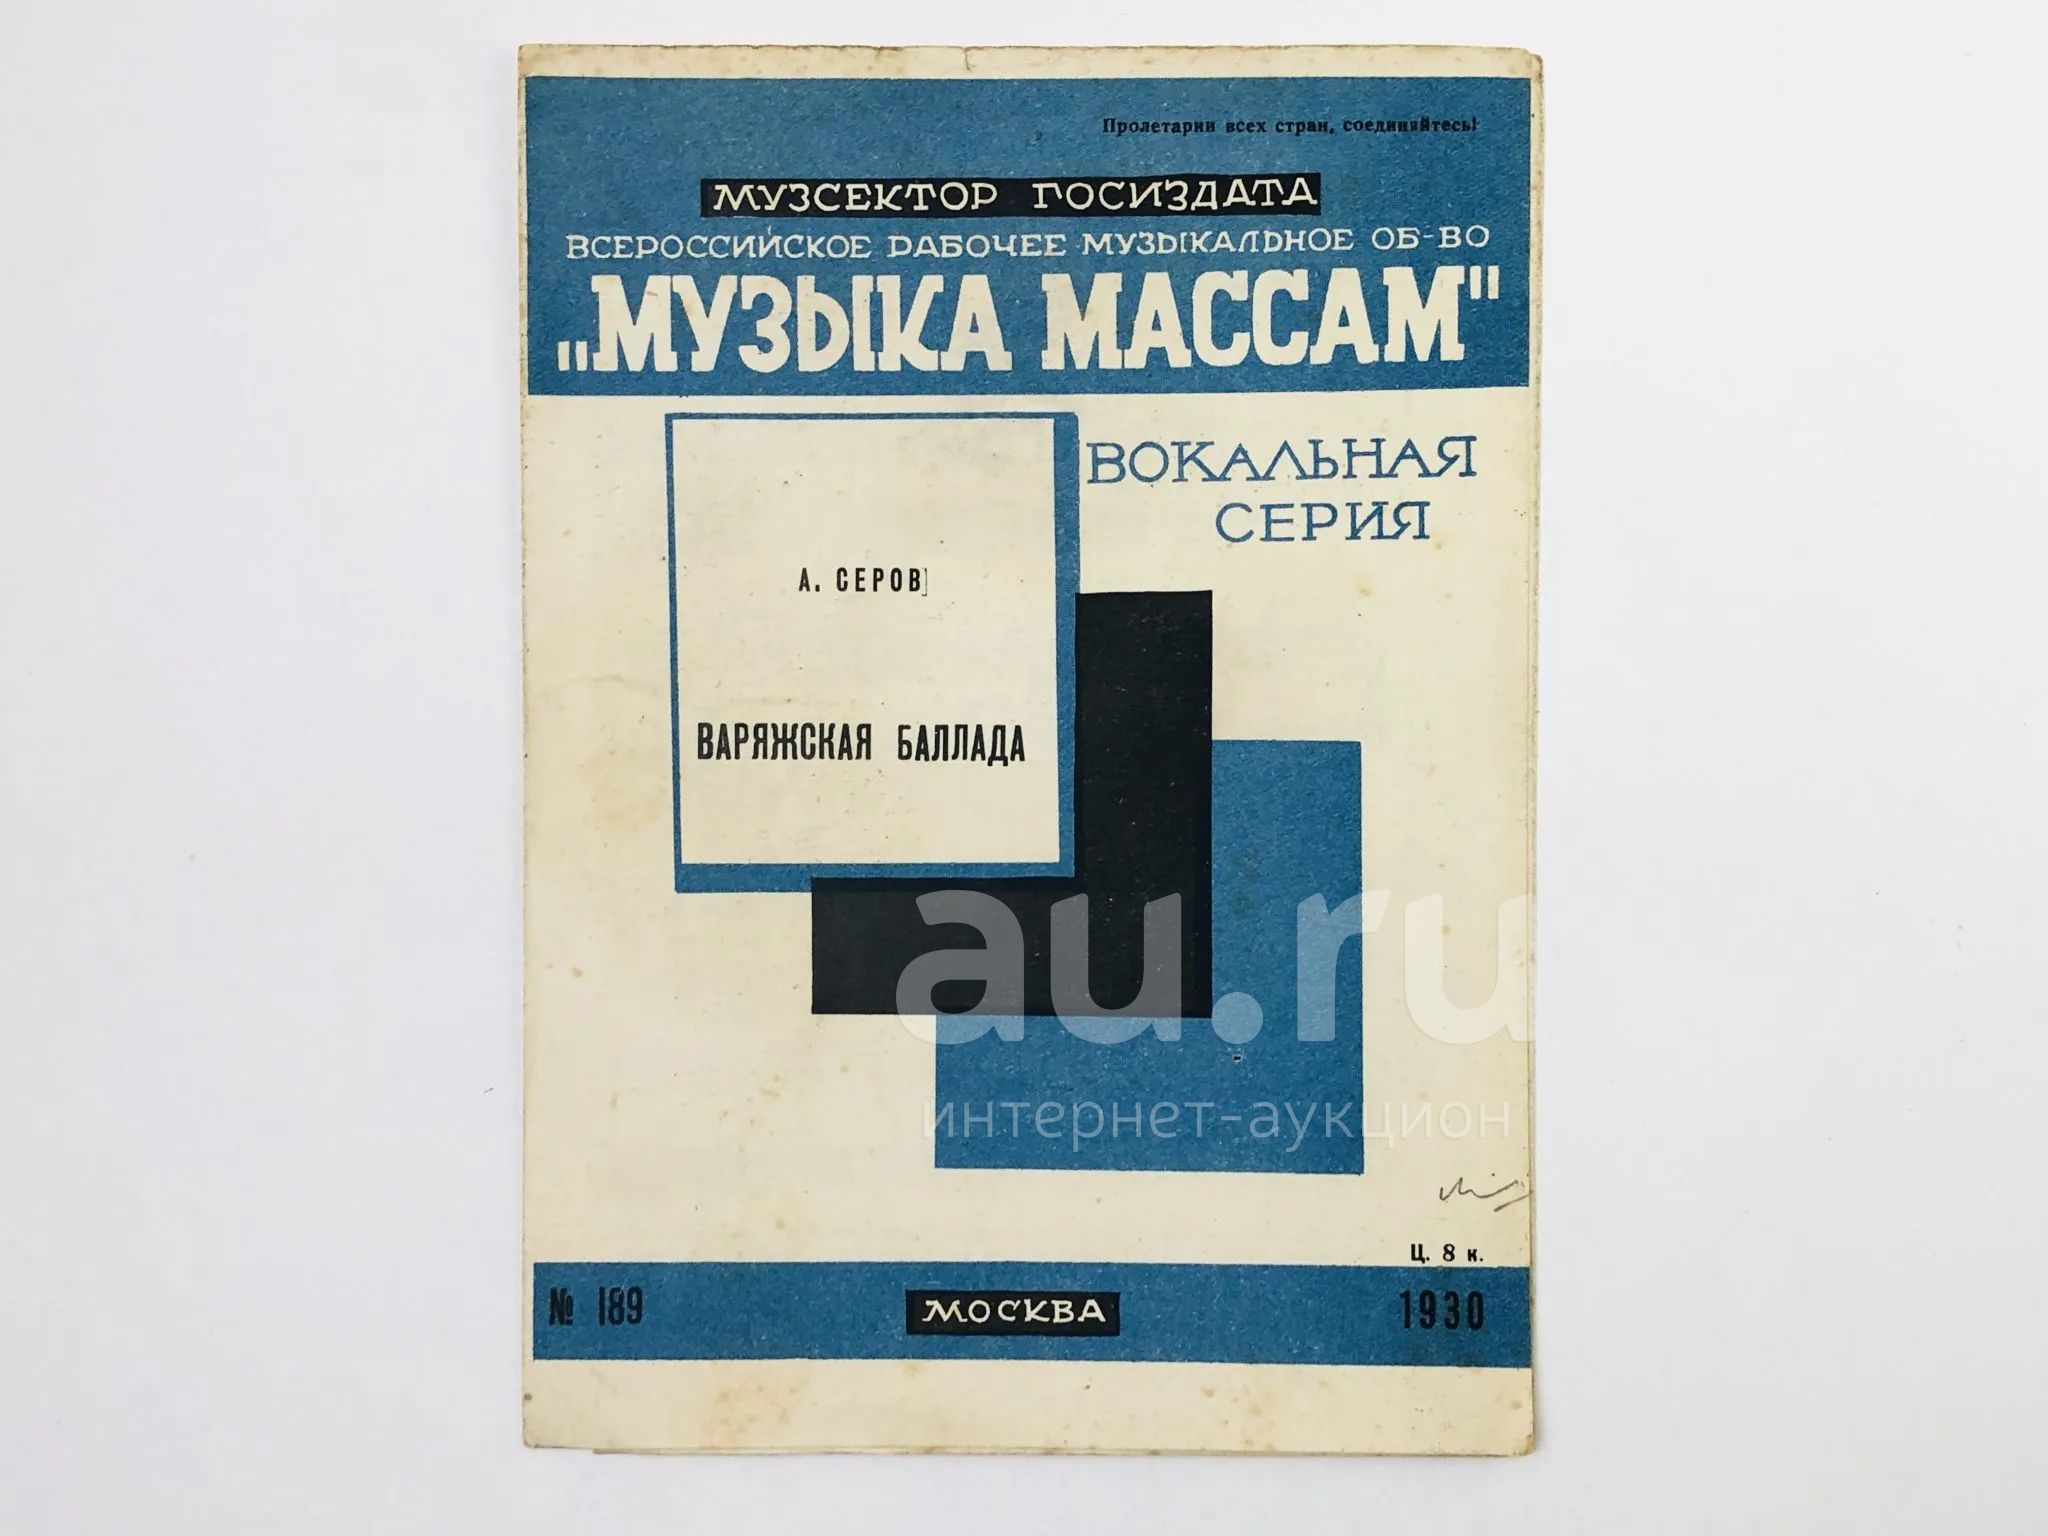 Пролетарии всех стран, соединяйтесь!
МУЗСЕКТОР ГОСИЗДАТА
ВСЕРОССИЙСКОЕ РАБОЧЕЕ МУЗЫКАЛЬНОЕ ОБ-ВО
„МУЗЫКА МАССАМ"
ВОКАЛЬНАЯ
СЕРИЯ
А. СЕРОВ
ВАРЯЖСКАЯ БАЛЛАДА
au.ru
интернет-аукцион
Ц. 8 к.
№ 189 МОСКВА 1930